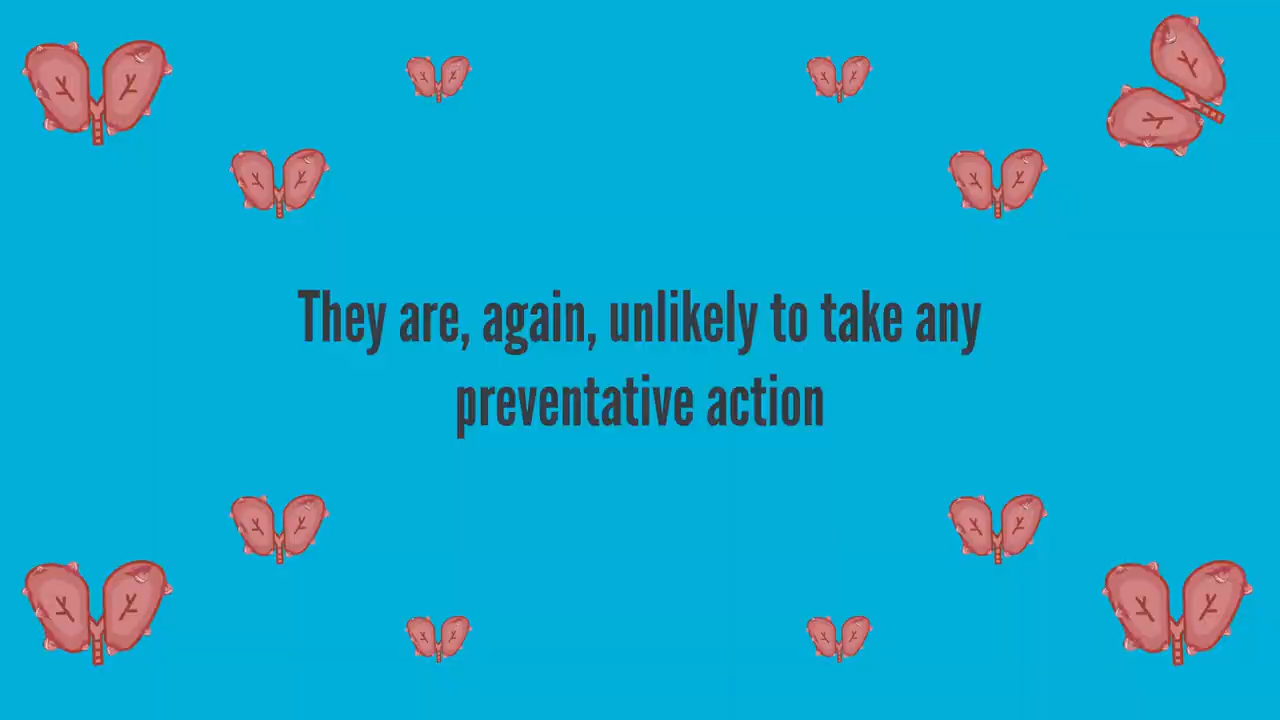 They are, again, unlikely to take any
preventative action